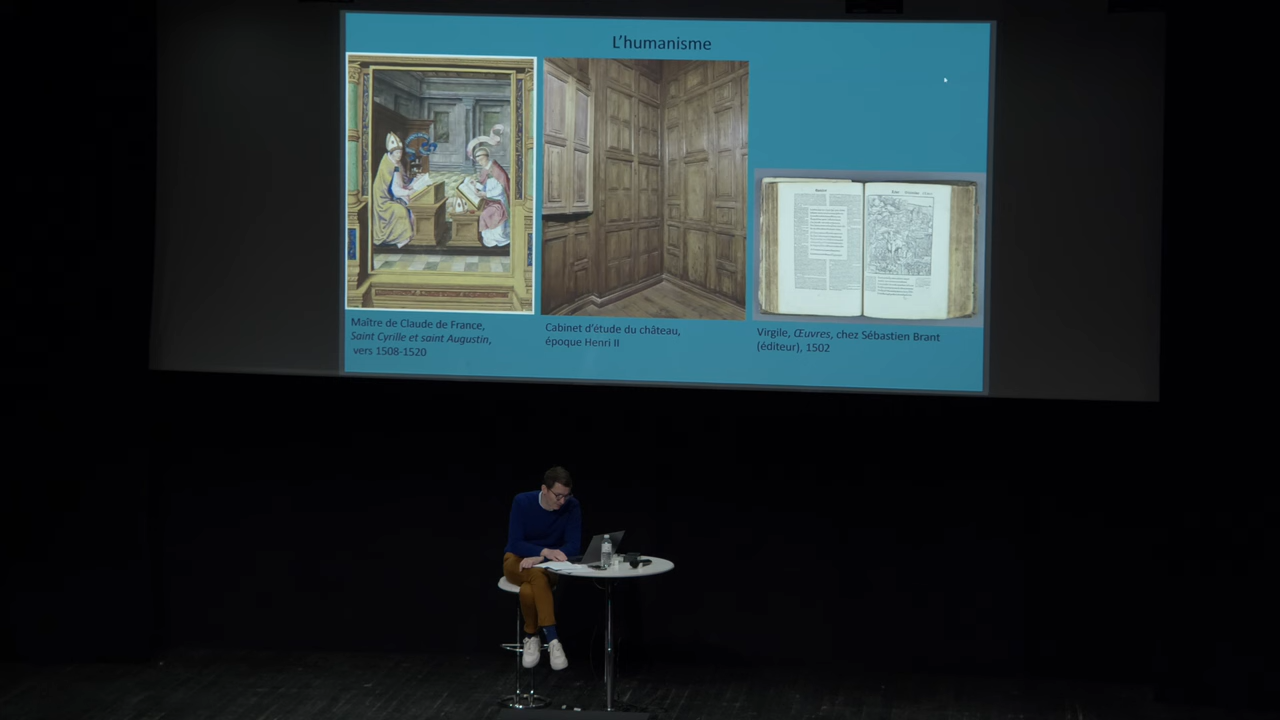 L'humanisme
Maître de Claude de France,
Saint Cyrille et saint Augustin,
vers 1508-1520
Cabinet d'étude du château,
époque Henri II
Virgile, Œuvres, chez Sébastien Brant
(éditeur), 1502